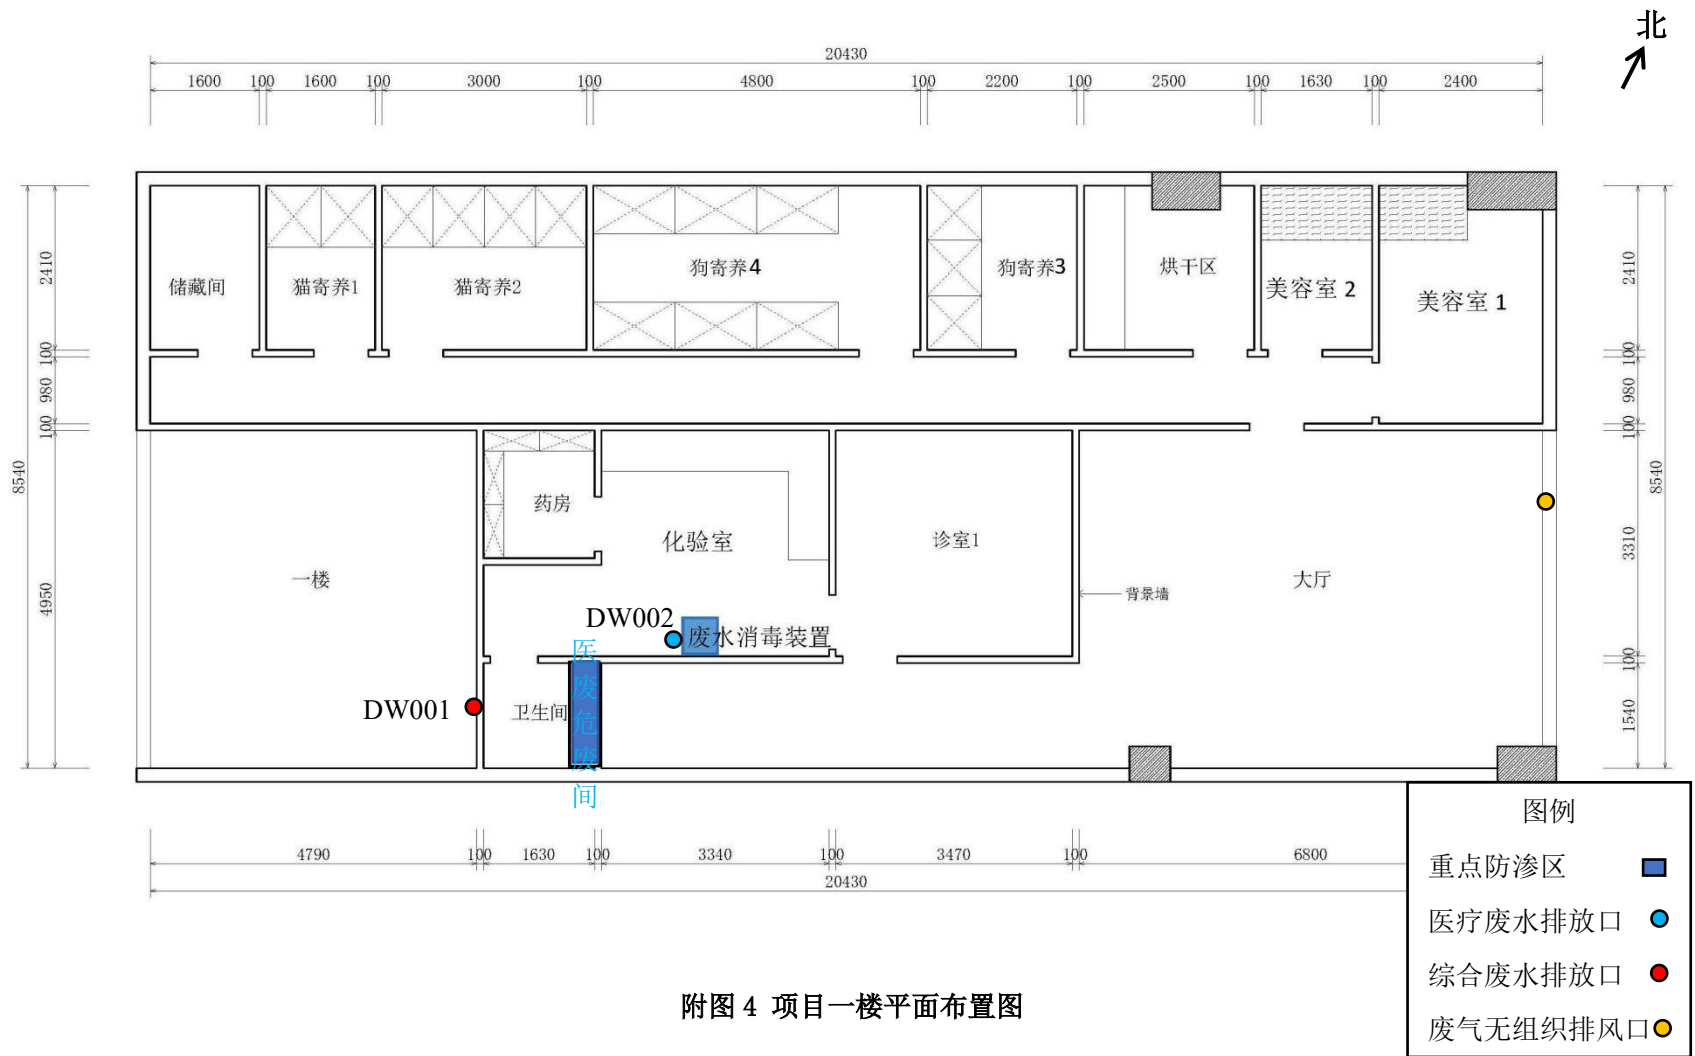 北
20430
1600 100 1600 100 3000 100 4800 100 2200 100 2500 100 1630 100 2400
8540
2410
100
980
100
4950
储藏间
猫寄养1
猫寄养2
狗寄养4
狗寄养3
烘干区
美容室 2
美容室 1
2410
100
980
100
3310
100
1540
8540
药房
化验室
诊室1
一楼
背景墙
大厅
DW002
废水消毒装置
医废危废间
DW001
卫生间
4790 100 1630 100 3340 100 3470 100 6800
20430
图例
重点防渗区
医疗废水排放口
综合废水排放口
废气无组织排风口
附图 4 项目一楼平面布置图